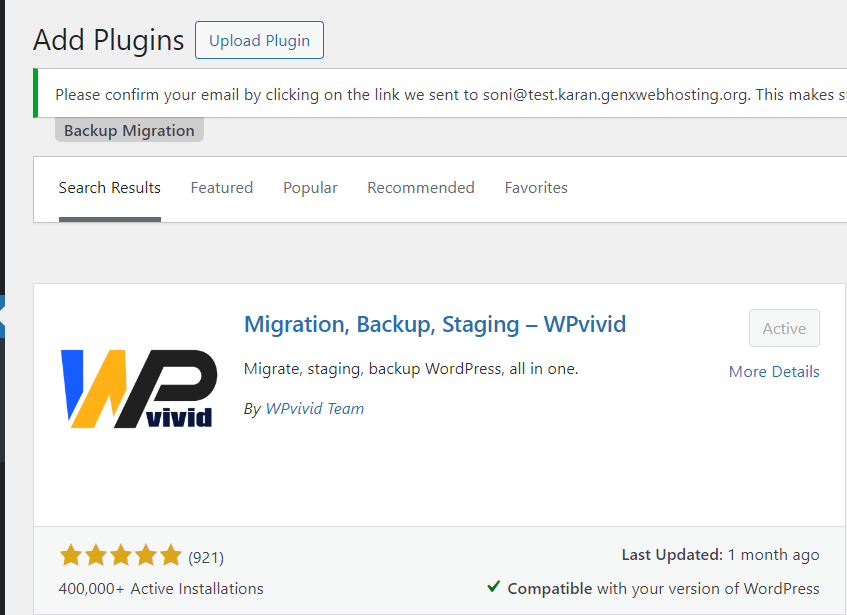 Add Plugins Upload Plugin
Please confirm your email by clicking on the link we sent to soni@test.karan.genxwebhosting.org. This makes
Backup Migration
Search Results Featured Popular Recommended Favorites
WP vivid
Migration, Backup, Staging – WPvivid
Active
Migrate, staging, backup WordPress, all in one.
More Details
By WPvivid Team
(921)
Last Updated: 1 month ago
400,000+ Active Installations
Compatible with your version of WordPress